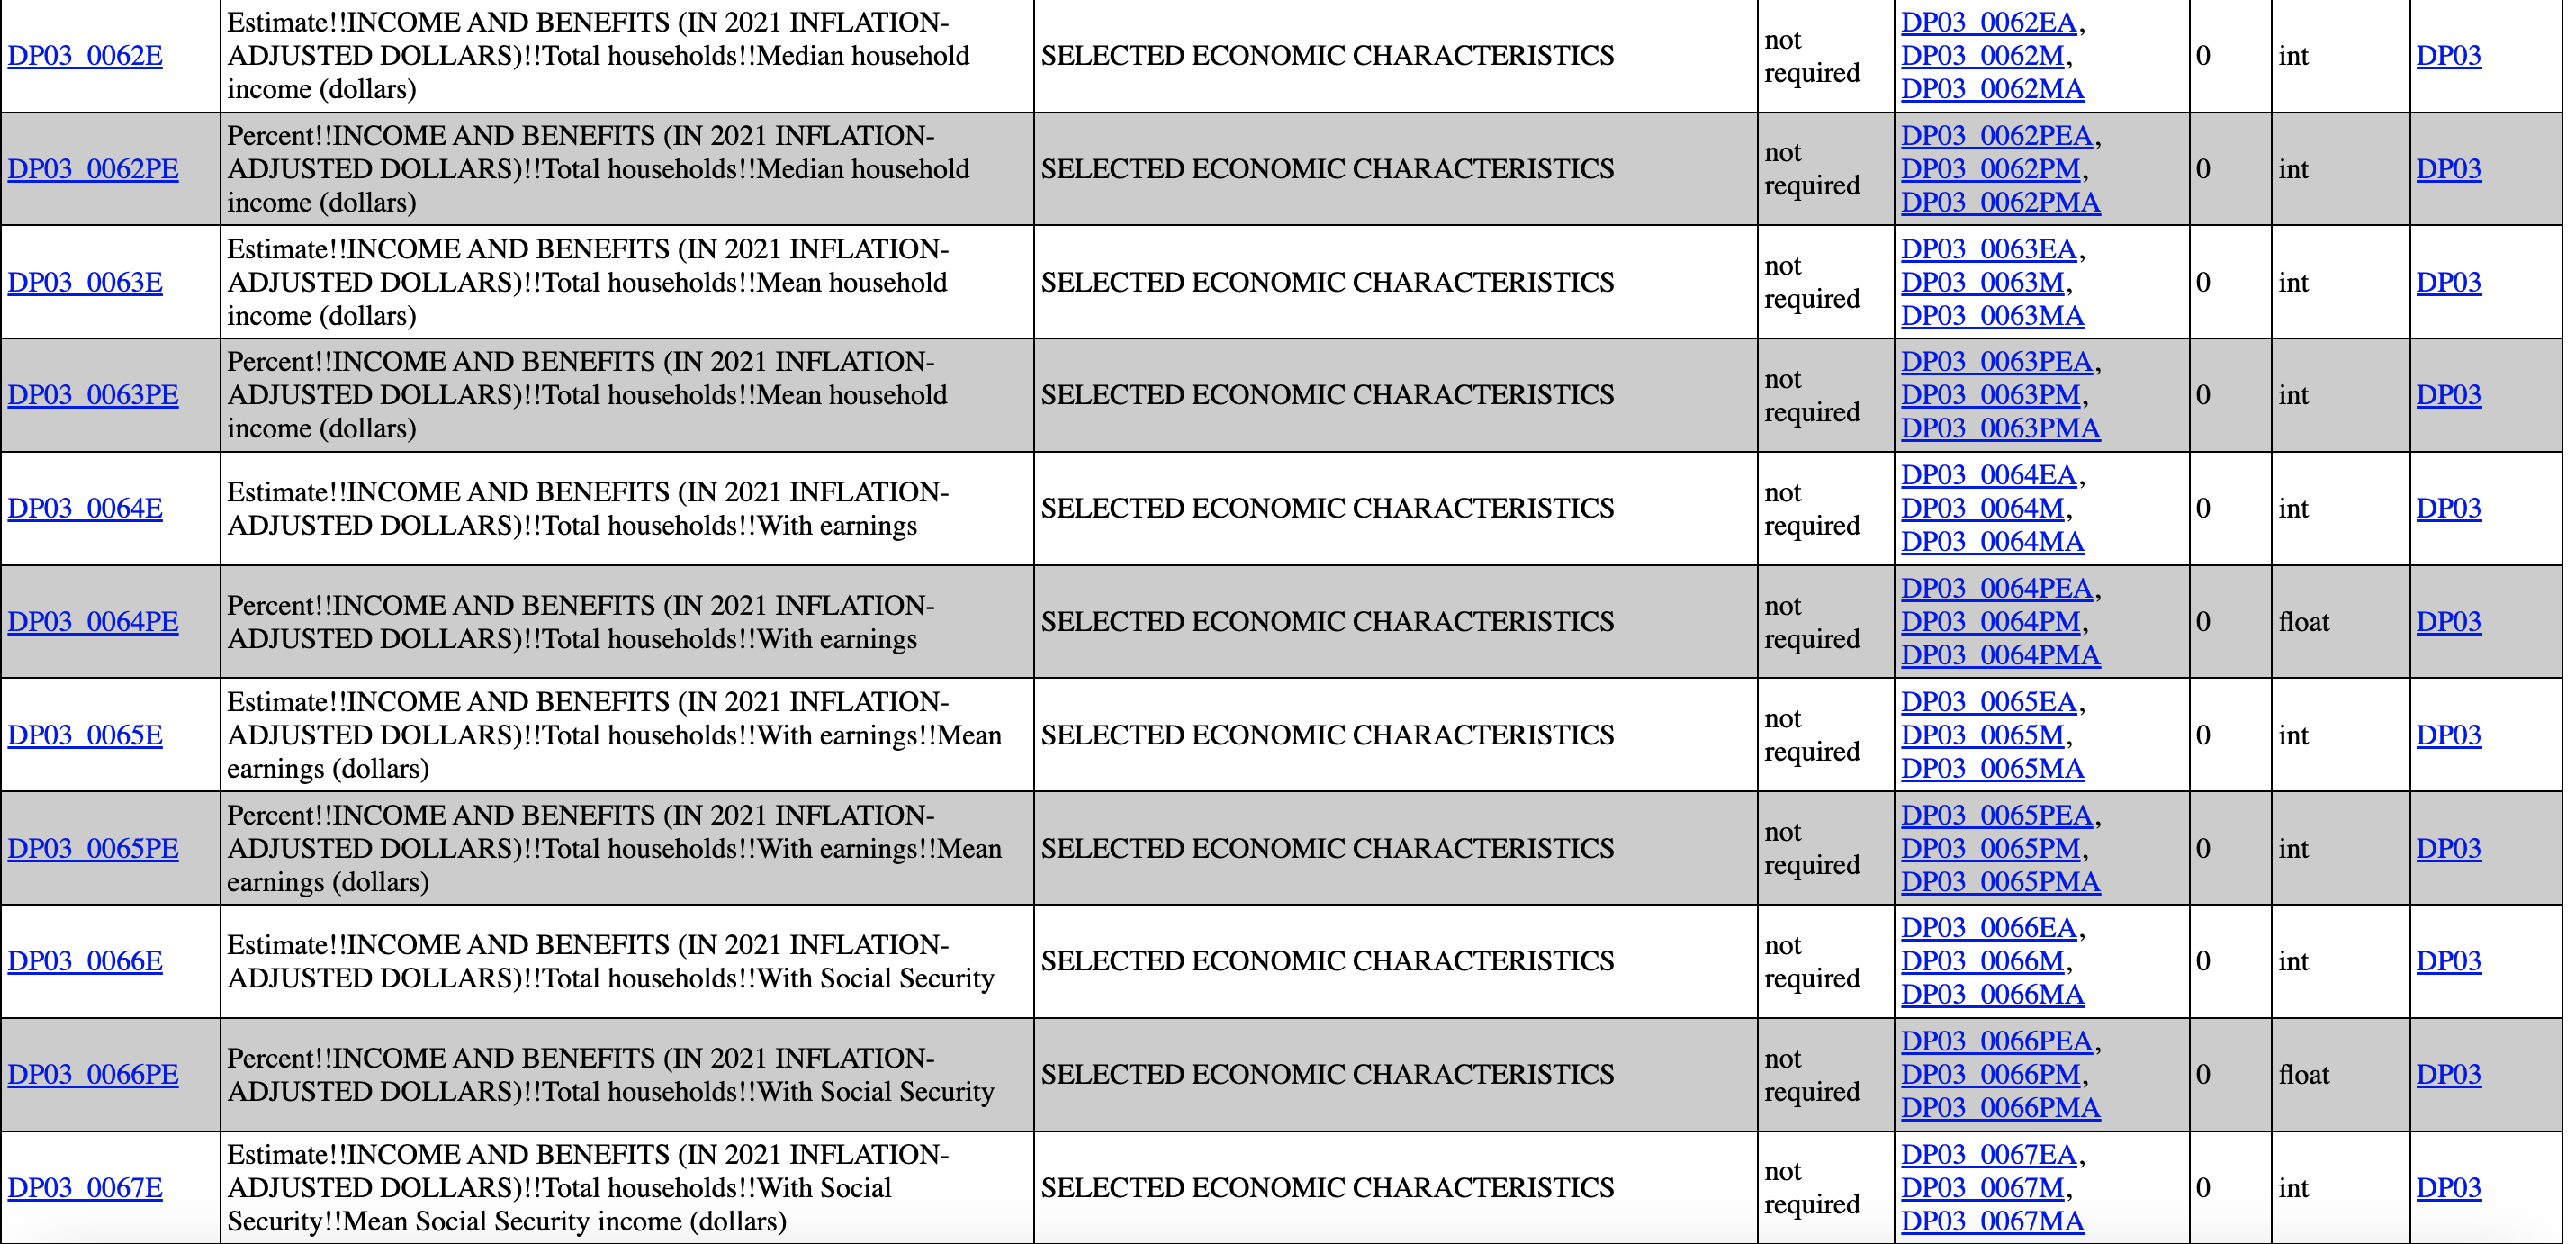 DP03_0062E
Estimate!!INCOME AND BENEFITS (IN 2021 INFLATION-
ADJUSTED DOLLARS)!!Total households!!Median household
income (dollars)
SELECTED ECONOMIC CHARACTERISTICS
not
required
DP03_0062EA,
DP03_0062M,
DP03_0062MA
0
int
DP03
DP03_0062PE
Percent!!INCOME AND BENEFITS (IN 2021 INFLATION-
ADJUSTED DOLLARS)!!Total households!!Median household
income (dollars)
SELECTED ECONOMIC CHARACTERISTICS
not
required
DP03_0062PEA,
DP03_0062PM,
DP03_0062PMA
0
int
DP03
DP03_0063E
Estimate!!INCOME AND BENEFITS (IN 2021 INFLATION-
ADJUSTED DOLLARS)!!Total households!!Mean household
income (dollars)
SELECTED ECONOMIC CHARACTERISTICS
not
required
DP03_0063EA,
DP03_0063M,
DP03_0063MA
0
int
DP03
DP03_0063PE
Percent!!INCOME AND BENEFITS (IN 2021 INFLATION-
ADJUSTED DOLLARS)!!Total households!!Mean household
income (dollars)
SELECTED ECONOMIC CHARACTERISTICS
not
required
DP03_0063PEA,
DP03_0063PM,
DP03_0063PMA
0
int
DP03
DP03_0064E
Estimate!!INCOME AND BENEFITS (IN 2021 INFLATION-
ADJUSTED DOLLARS)!!Total households!!With earnings
SELECTED ECONOMIC CHARACTERISTICS
not
required
DP03_0064EA,
DP03_0064M,
DP03_0064MA
0
int
DP03
DP03_0064PE
Percent!!INCOME AND BENEFITS (IN 2021 INFLATION-
ADJUSTED DOLLARS)!!Total households!!With earnings
SELECTED ECONOMIC CHARACTERISTICS
not
required
DP03_0064PEA,
DP03_0064PM,
DP03_0064PMA
0
float
DP03
DP03_0065E
Estimate!!INCOME AND BENEFITS (IN 2021 INFLATION-
ADJUSTED DOLLARS)!!Total households!!With earnings!!Mean
earnings (dollars)
SELECTED ECONOMIC CHARACTERISTICS
not
required
DP03_0065EA,
DP03_0065M,
DP03_0065MA
0
int
DP03
DP03_0065PE
Percent!!INCOME AND BENEFITS (IN 2021 INFLATION-
ADJUSTED DOLLARS)!!Total households!!With earnings!!Mean
earnings (dollars)
SELECTED ECONOMIC CHARACTERISTICS
not
required
DP03_0065PEA,
DP03_0065PM,
DP03_0065PMA
0
int
DP03
DP03_0066E
Estimate!!INCOME AND BENEFITS (IN 2021 INFLATION-
ADJUSTED DOLLARS)!!Total households!!With Social Security
SELECTED ECONOMIC CHARACTERISTICS
not
required
DP03_0066EA,
DP03_0066M,
DP03_0066MA
0
int
DP03
DP03_0066PE
Percent!!INCOME AND BENEFITS (IN 2021 INFLATION-
ADJUSTED DOLLARS)!!Total households!!With Social Security
SELECTED ECONOMIC CHARACTERISTICS
not
required
DP03_0066PEA,
DP03_0066PM,
DP03_0066PMA
0
float
DP03
DP03_0067E
Estimate!!INCOME AND BENEFITS (IN 2021 INFLATION-
ADJUSTED DOLLARS)!!Total households!!With Social
Security!!Mean Social Security income (dollars)
SELECTED ECONOMIC CHARACTERISTICS
not
required
DP03_0067EA,
DP03_0067M,
DP03_0067MA
0
int
DP03